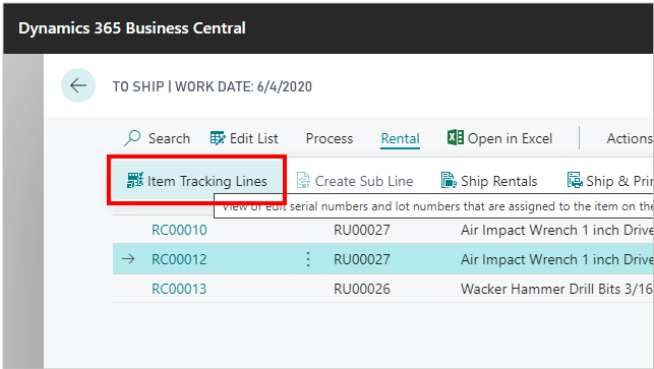 Dynamics 365 Business Central
TO SHIP | WORK DATE: 6/4/2020
Search Edit List Process Rental Open in Excel Actions
Item Tracking Lines Create Sub Line Ship Rentals Ship & Pri
View or edit serial numbers and lot numbers that are assigned to the item on the
RC00010 RU00027 Air Impact Wrench 1 inch Drive
RC00012 RU00027 Air Impact Wrench 1 inch Drive
RC00013 RU00026 Wacker Hammer Drill Bits 3/16